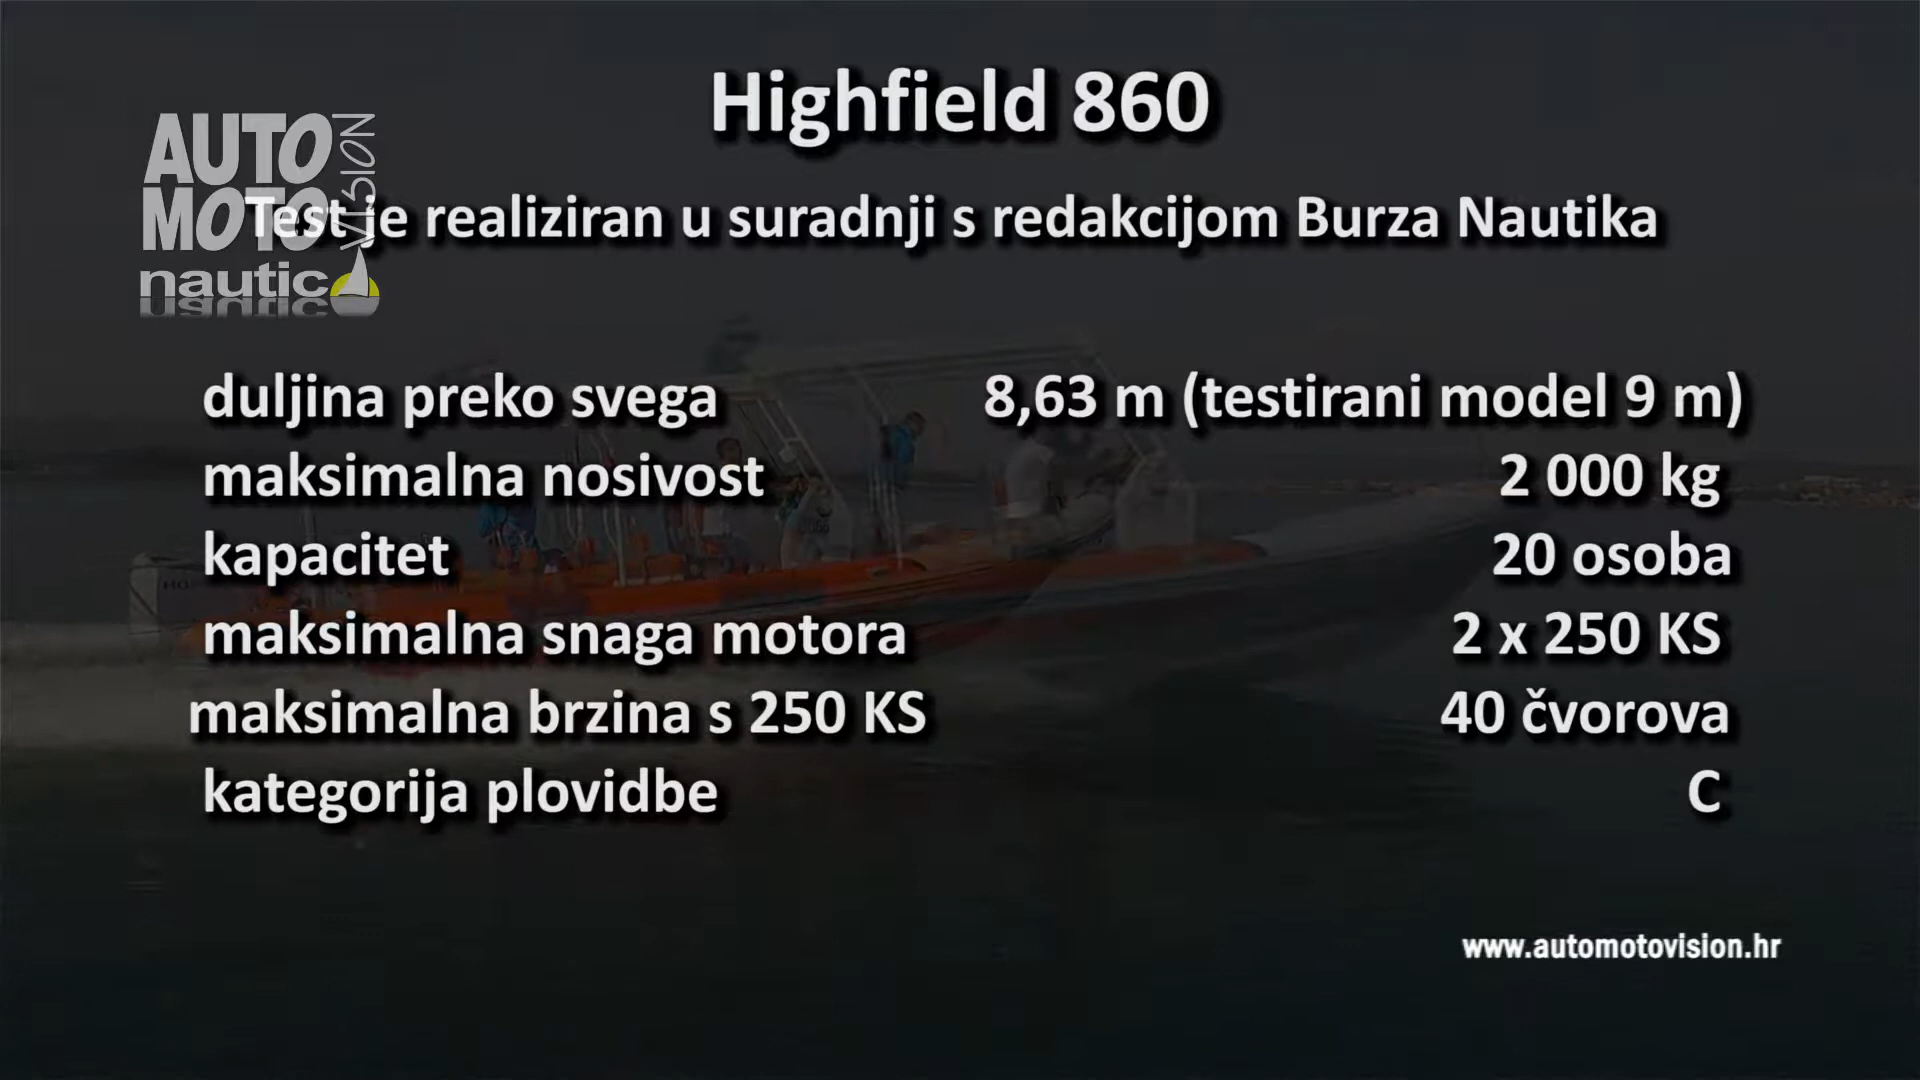 Highfield 860
AUTO
MOTO
VISION
nautic
Test je realiziran u suradnji s redakcijom Burza Nautika
duljina preko svega 8,63 m (testirani model 9 m)
maksimalna nosivost 2 000 kg
kapacitet 20 osoba
maksimalna snaga motora 2 x 250 KS
maksimalna brzina s 250 KS 40 čvorova
kategorija plovidbe C
www.automotovision.hr